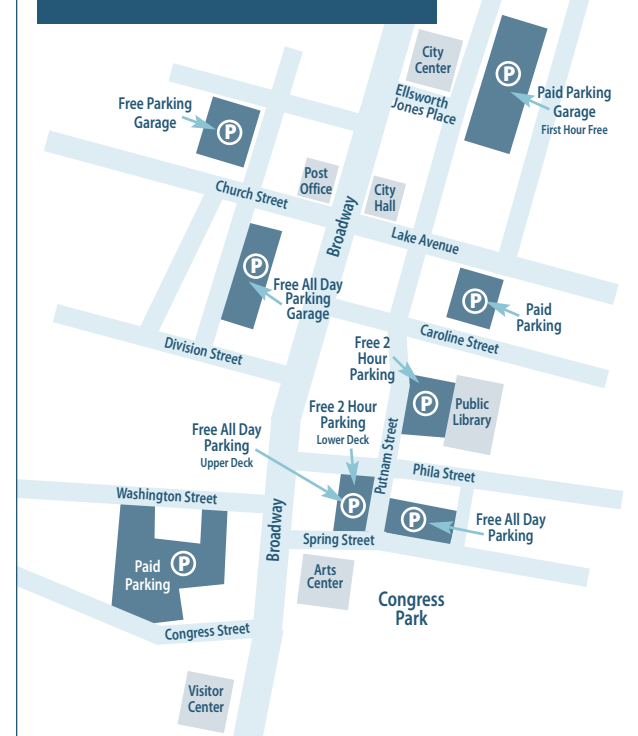 City
Center
P
Ellsworth
Jones Place
Paid Parking
Garage
First Hour Free
Free Parking
Garage
P
Post
Office
City
Hall
Church Street
Broadway
Lake Avenue
P
Free All Day
Parking
Garage
P
Paid
Parking
Caroline Street
Division Street
Free 2
Hour
Parking
P
Public
Library
Free 2 Hour
Parking
Lower Deck
Free All Day
Parking
Upper Deck
Putnam Street
Phila Street
Washington Street
P
P
Free All Day
Parking
Broadway
Spring Street
Paid
Parking
P
Arts
Center
Congress
Park
Congress Street
Visitor
Center